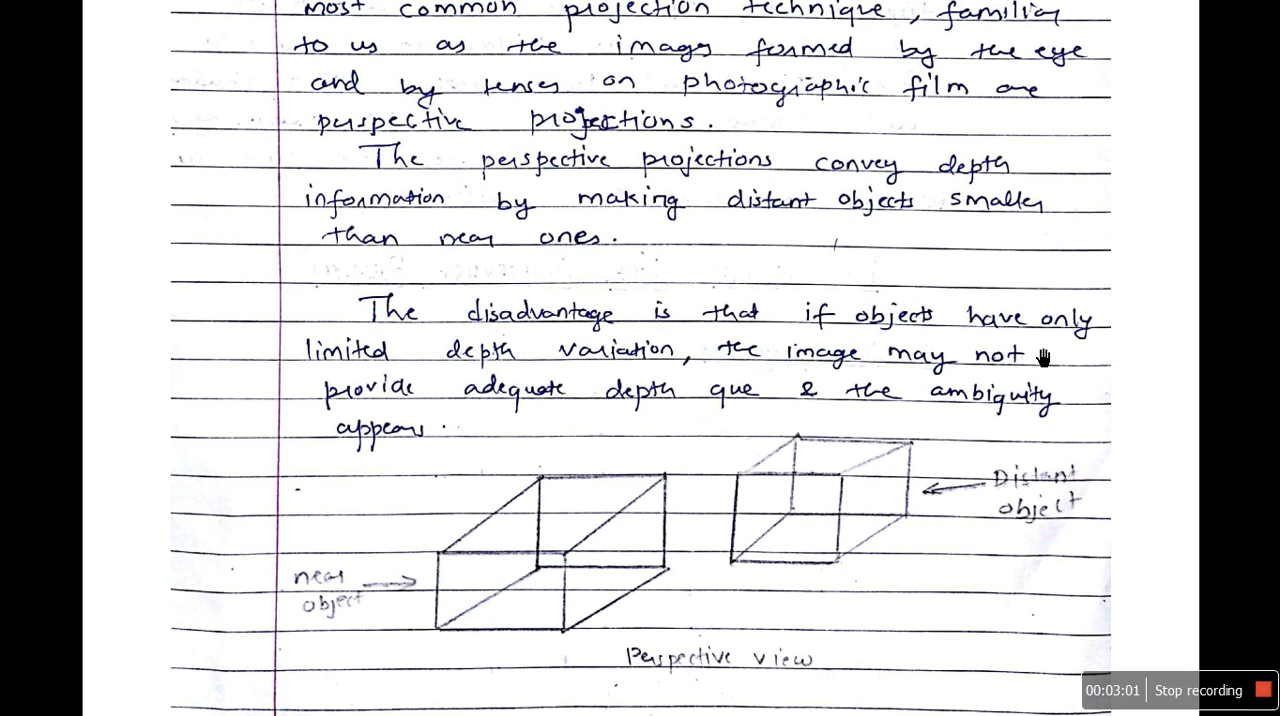 most common projection technique, familiar
to us as the images formed by the eye
and by lenses on photographic film are
perspective projections.
The perspective projections convey depth
information by making distant objects smaller
than near ones.
The disadvantage is that if objects have only
limited depth variation, the image may not
provide adequate depth que & the ambiguity
appears.
Distant
object
near
object
Perspective view
00:03:01 Stop recording